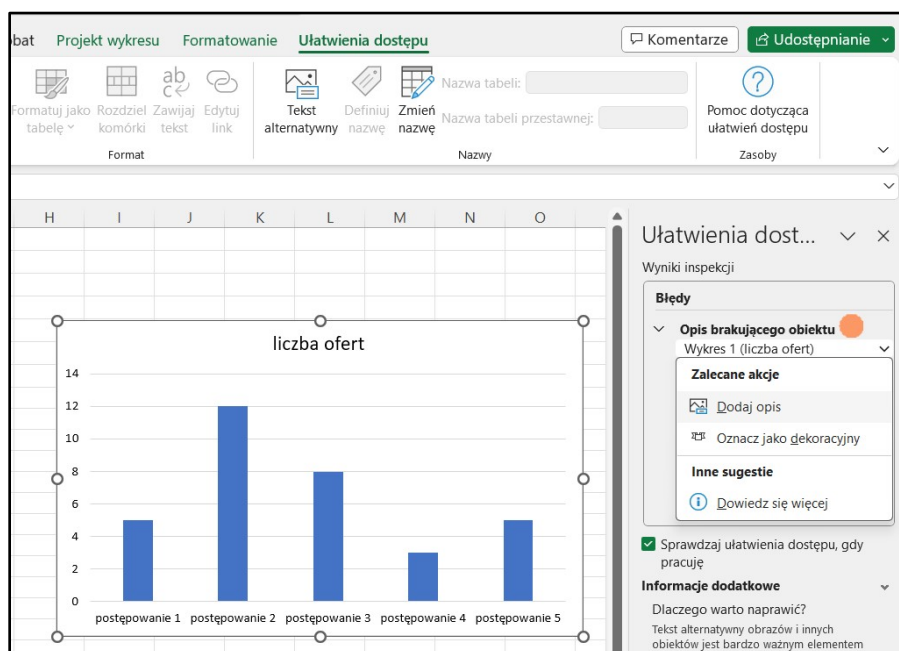 bat Projekt wykresu Formatowanie Ułatwienia dostępu Komentarze Udostępnianie
Formatuj jako Rozdziel Zawijaj Edytuj Tekst Definiuj Zmień Nazwa tabeli: Pomoc dotycząca
tabelę komórki tekst link alternatywny nazwę nazwę Nazwa tabeli przestawnej: ułatwień dostępu
Format Nazwy Zasoby
H I J K L M N O
Ułatwienia dost...
Wyniki inspekcji
Błędy
Opis brakującego obiektu
Wykres 1 (liczba ofert)
Zalecane akcje
Dodaj opis
Oznacz jako dekoracyjny
Inne sugestie
Dowiedz się więcej
Sprawdzaj ułatwienia dostępu, gdy
pracuję
Informacje dodatkowe
Dlaczego warto naprawić?
Tekst alternatywny obrazów i innych
obiektów jest bardzo ważnym elementem
liczba ofert
14
12
10
8
6
4
2
0
postępowanie 1 postępowanie 2 postępowanie 3 postępowanie 4 postępowanie 5